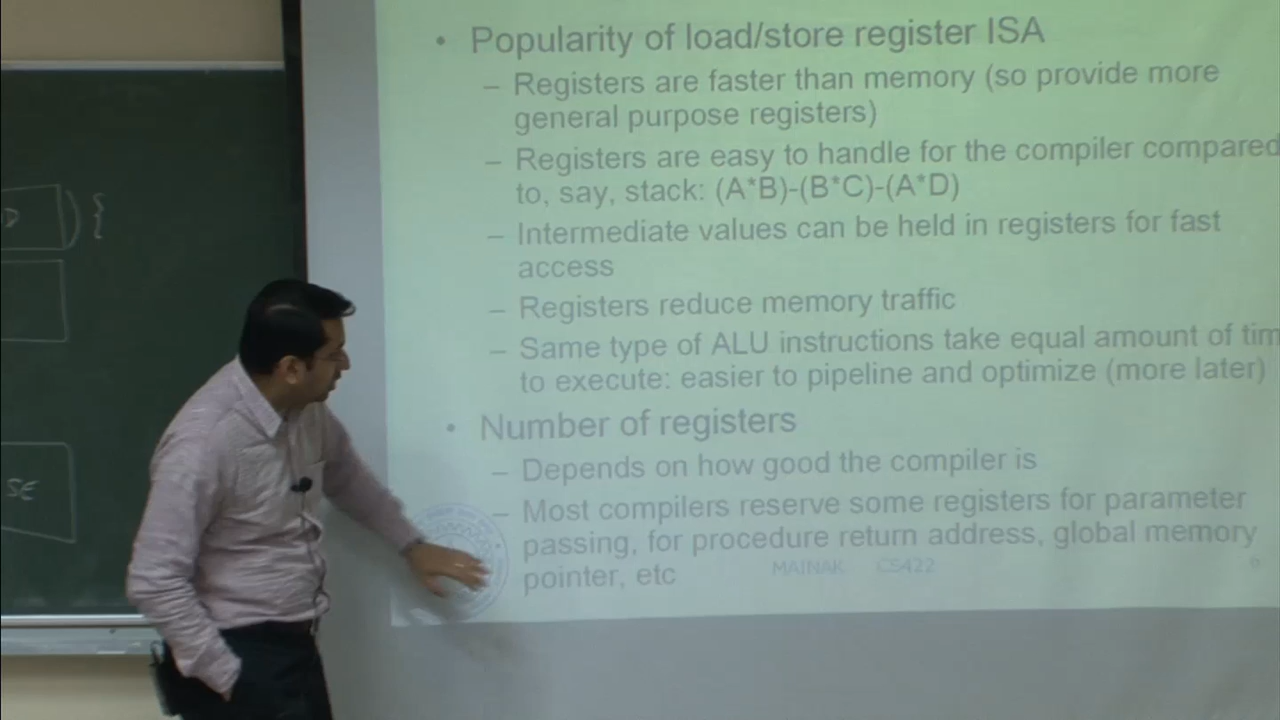 • Popularity of load/store register ISA
– Registers are faster than memory (so provide more
general purpose registers)
– Registers are easy to handle for the compiler compared
to, say, stack: (A*B)-(B*C)-(A*D)
– Intermediate values can be held in registers for fast
access
– Registers reduce memory traffic
– Same type of ALU instructions take equal amount of tim
to execute: easier to pipeline and optimize (more later)
• Number of registers
– Depends on how good the compiler is
– Most compilers reserve some registers for parameter
passing, for procedure return address, global memory
pointer, etc
MAINAK CS422
SE